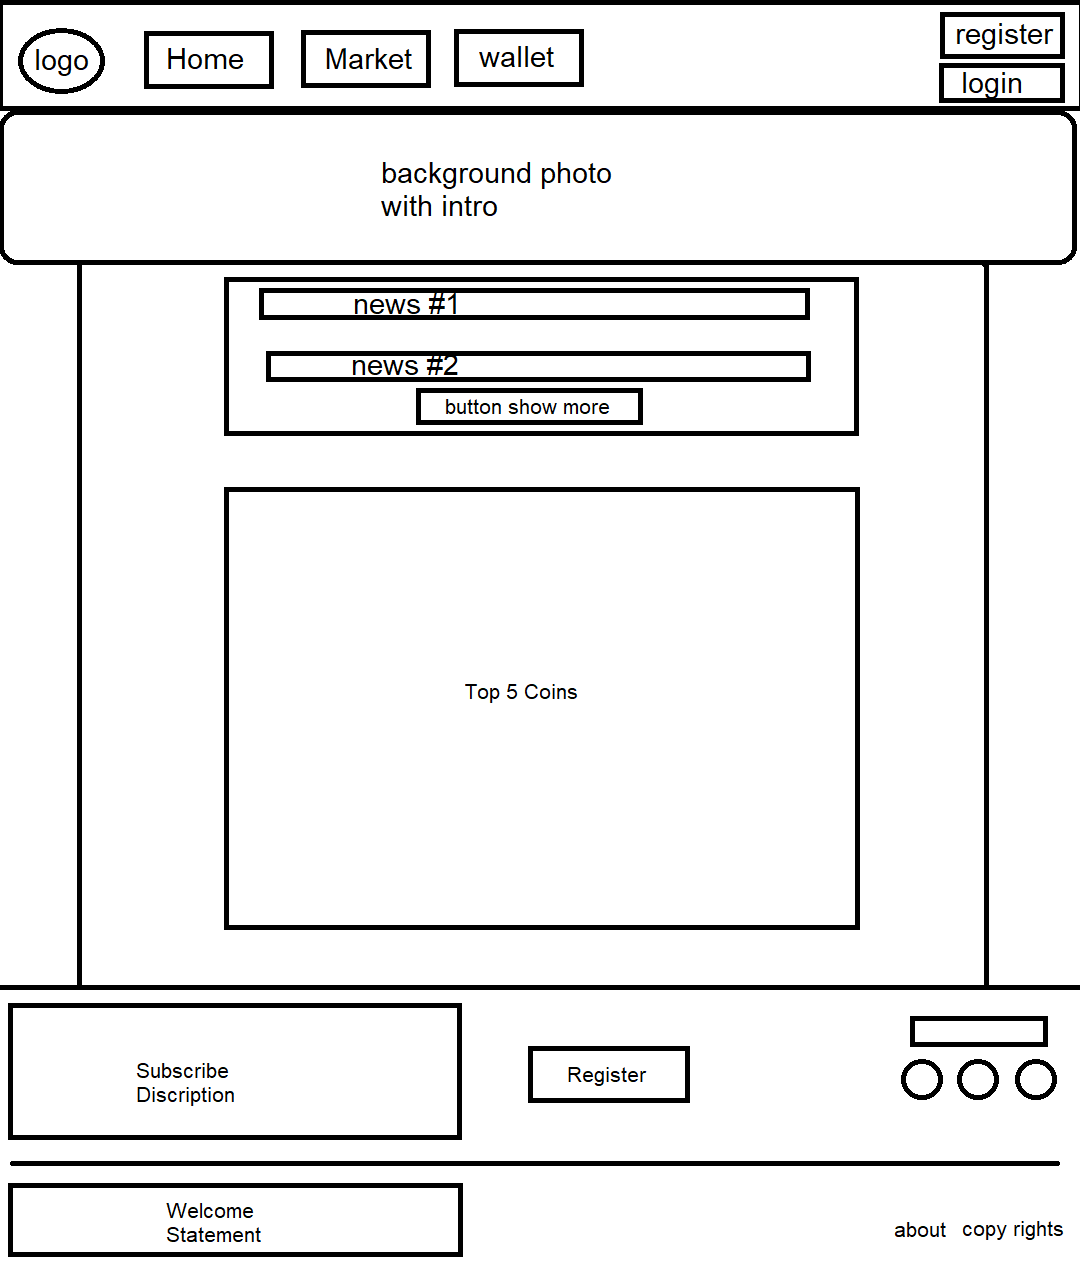 logo
Home
Market
wallet
register
login
background photo
with intro
news #1
news #2
button show more
Top 5 Coins
Subscribe
Discription
Register
Welcome
Statement
about
copy rights